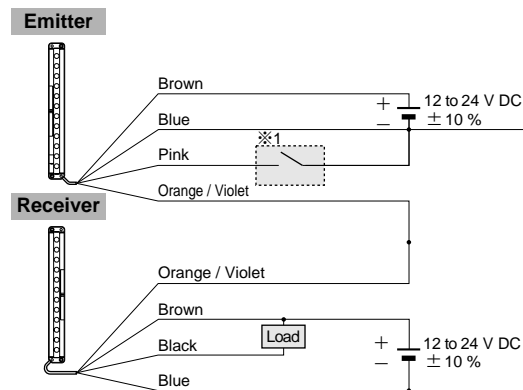 Emitter
Brown
+ 12 to 24 V DC
Blue
− ± 10 %
※1
Pink
Orange / Violet
Receiver
Orange / Violet
Brown
Load
Black
+ 12 to 24 V DC
− ± 10 %
Blue